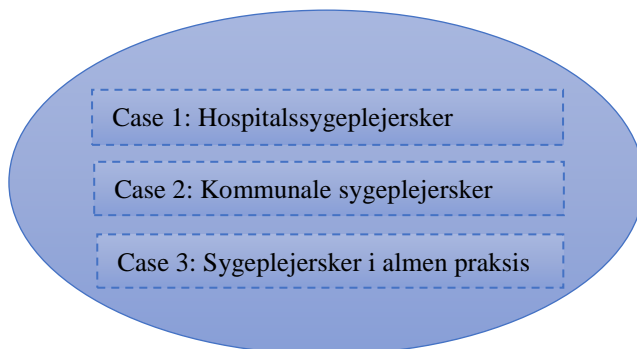 Case 1: Hospitalssygeplejersker
Case 2: Kommunale sygeplejersker
Case 3: Sygeplejersker i almen praksis